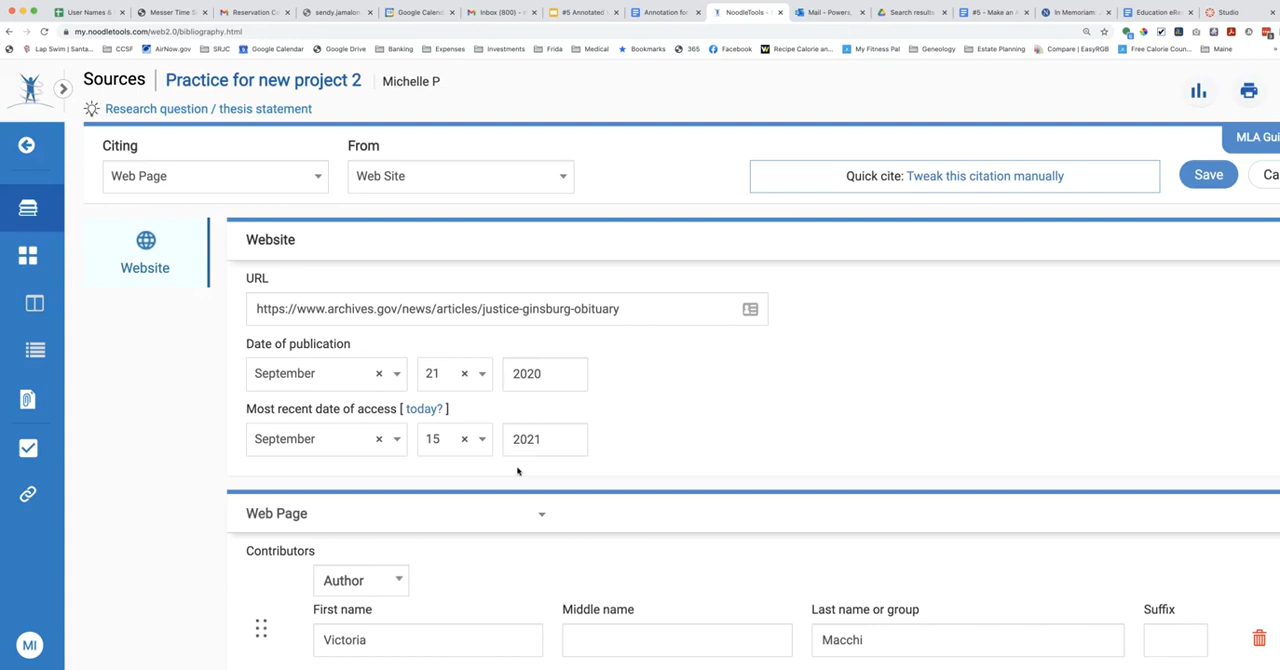 User Names &
Messer Time S
Reservation Co
sendy.jamalon
Google Calend
Inbox (800) -
#5 Annotated
Annotation for
NoodleTools -
Mail - Powers,
Search results
#5 - Make an A
In Memoriam: J
Education eRe
Studio
my.noodletools.com/web2.0/bibliography.html
Lap Swim | Santa...
CCSF
AirNow.gov
SRJC
Google Calendar
Google Drive
Banking
Expenses
Investments
Frida
Medical
Bookmarks
365
Facebook
Recipe Calorie an...
My Fitness Pal
Geneology
Estate Planning
Compare | EasyRGB
Free Calorie Coun...
Maine
Sources
Practice for new project 2
Michelle P
Research question / thesis statement
MLA Gui
Citing
From
Web Page
Web Site
Quick cite: Tweak this citation manually
Save
Ca
Website
Website
URL
https://www.archives.gov/news/articles/justice-ginsburg-obituary
Date of publication
September × 21 × 2020
Most recent date of access [ today? ]
September × 15 × 2021
Web Page
Contributors
Author
First name
Middle name
Last name or group
Suffix
Victoria
Macchi
MI